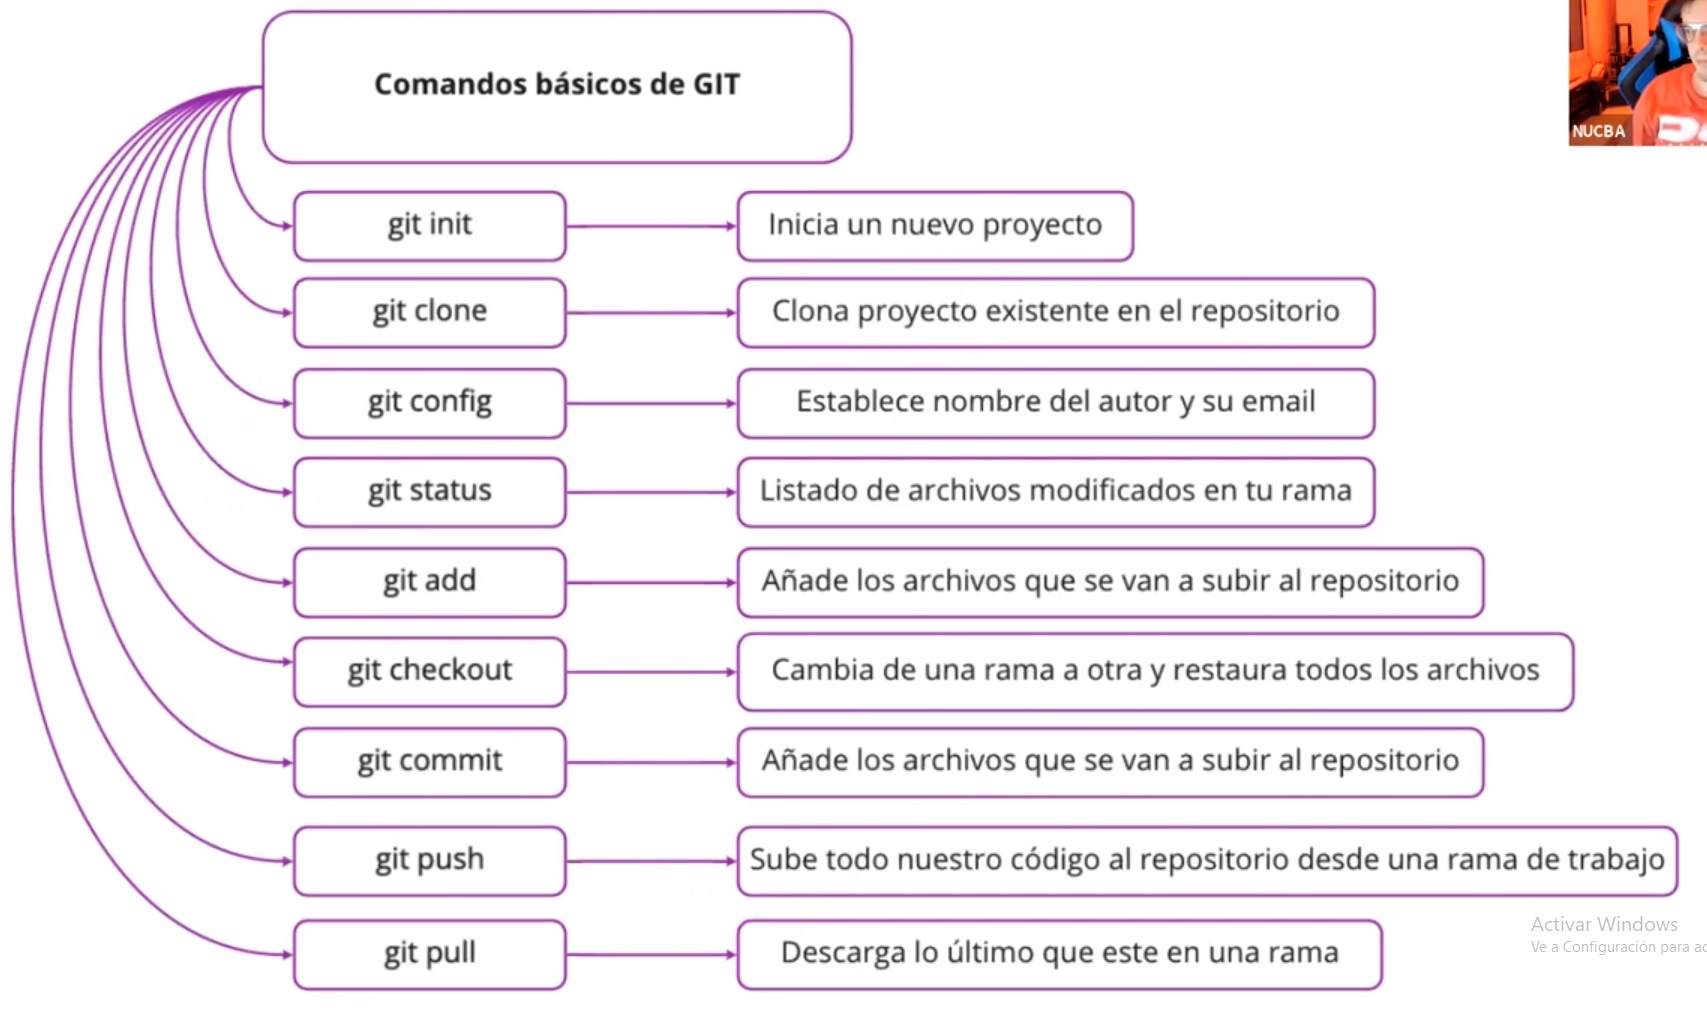 Comandos básicos de GIT
NUCBA
git init
Inicia un nuevo proyecto
git clone
Clona proyecto existente en el repositorio
git config
Establece nombre del autor y su email
git status
Listado de archivos modificados en tu rama
git add
Añade los archivos que se van a subir al repositorio
git checkout
Cambia de una rama a otra y restaura todos los archivos
git commit
Añade los archivos que se van a subir al repositorio
git push
Sube todo nuestro código al repositorio desde una rama de trabajo
git pull
Descarga lo último que este en una rama
Activar Windows
Ve a Configuración para